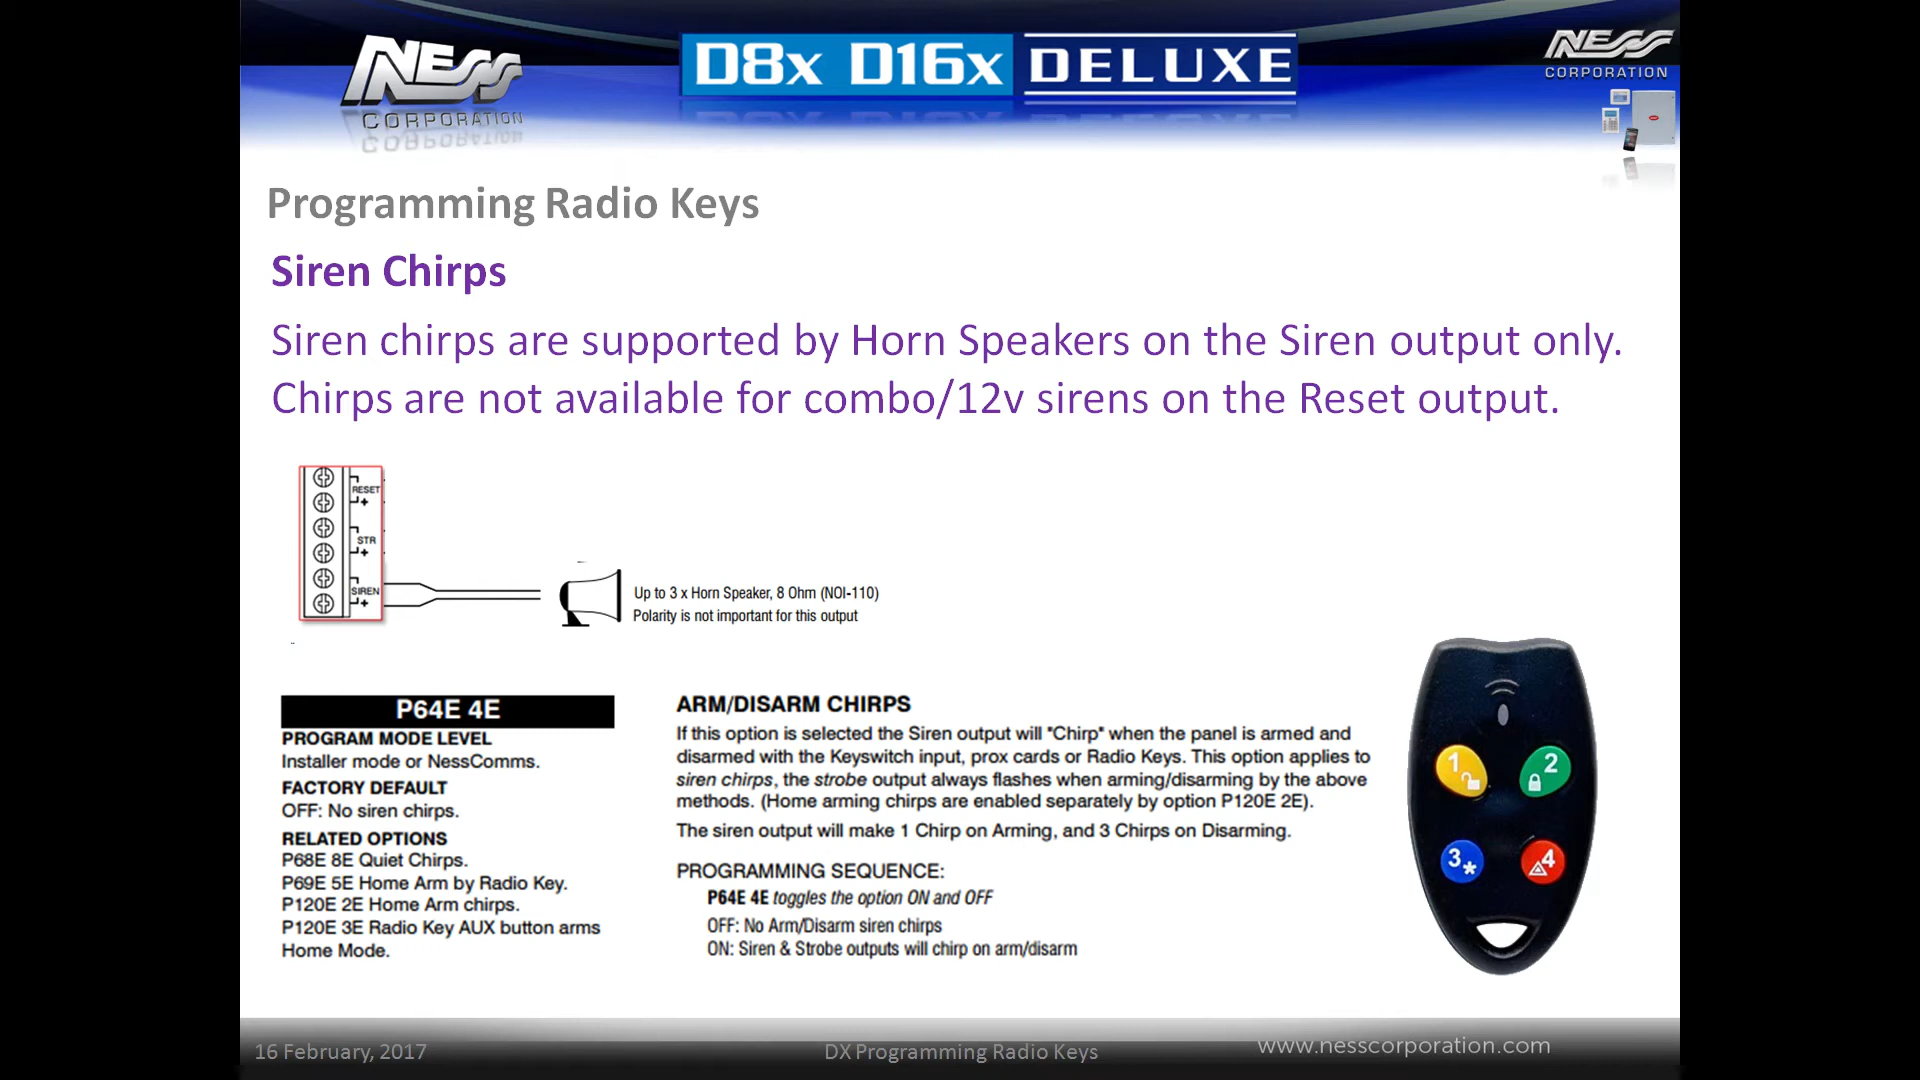 NESS
CORPORATION
D8x D16x DELUXE
NESS
CORPORATION
Programming Radio Keys
Siren Chirps
Siren chirps are supported by Horn Speakers on the Siren output only.
Chirps are not available for combo/12v sirens on the Reset output.
RESET
+
STR
+
SIREN
+
Up to 3 x Horn Speaker, 8 Ohm (NOI-110)
Polarity is not important for this output
P64E 4E
PROGRAM MODE LEVEL
Installer mode or NessComms.
FACTORY DEFAULT
OFF: No siren chirps.
RELATED OPTIONS
P68E 8E Quiet Chirps.
P69E 5E Home Arm by Radio Key.
P120E 2E Home Arm chirps.
P120E 3E Radio Key AUX button arms
Home Mode.
ARM/DISARM CHIRPS
If this option is selected the Siren output will "Chirp" when the panel is armed and
disarmed with the Keyswitch input, prox cards or Radio Keys. This option applies to
siren chirps, the strobe output always flashes when arming/disarming by the above
methods. (Home arming chirps are enabled separately by option P120E 2E).
The siren output will make 1 Chirp on Arming, and 3 Chirps on Disarming.
PROGRAMMING SEQUENCE:
P64E 4E toggles the option ON and OFF
OFF: No Arm/Disarm siren chirps
ON: Siren & Strobe outputs will chirp on arm/disarm
1 2
3* 4
16 February, 2017
DX Programming Radio Keys
www.nesscorporation.com